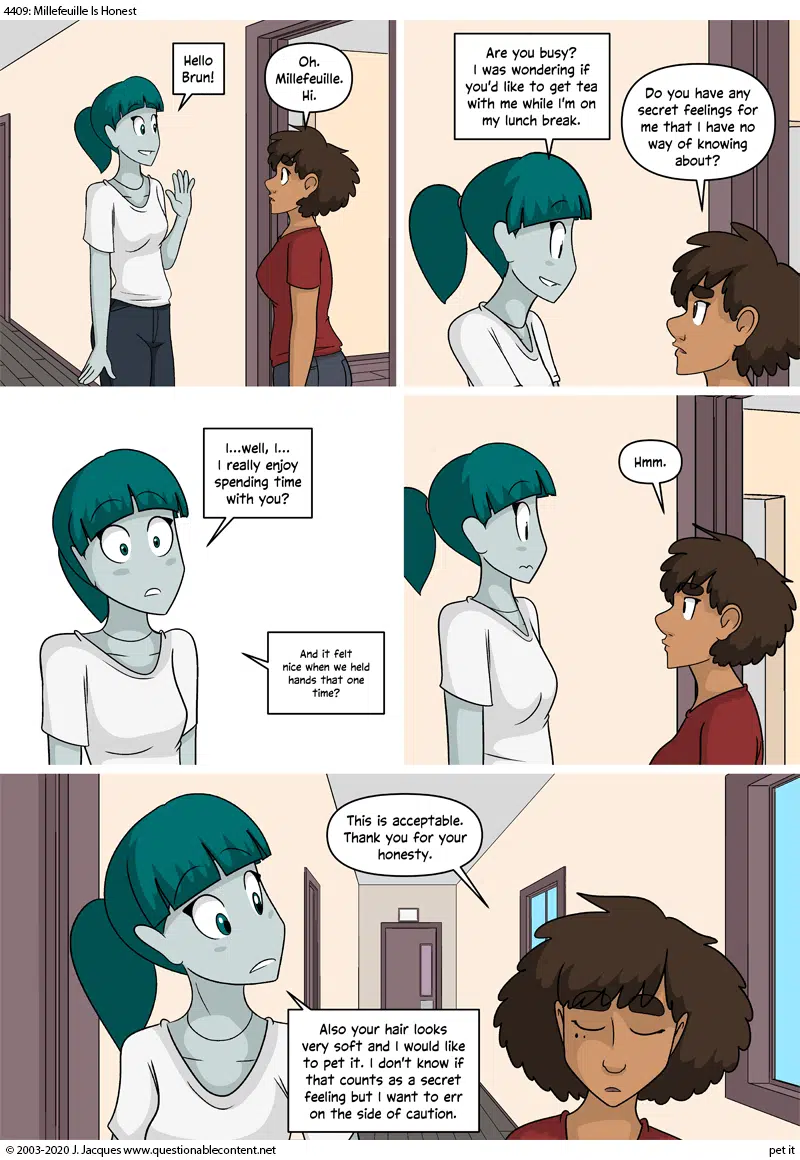 4409: Millefeuille Is Honest
Hello
Brun!
Oh.
Millefeuille.
Hi.
Are you busy?
I was wondering if
you'd like to get tea
with me while I'm on
my lunch break.
Do you have any
secret feelings for
me that I have no
way of knowing
about?
I...well, I...
I really enjoy
spending time
with you?
And it felt
nice when we held
hands that one
time?
Hmm.
This is acceptable.
Thank you for your
honesty.
Also your hair looks
very soft and I would like
to pet it. I don't know if
that counts as a secret
feeling but I want to err
on the side of caution.
© 2003-2020 J. Jacques www.questionablecontent.net
pet it